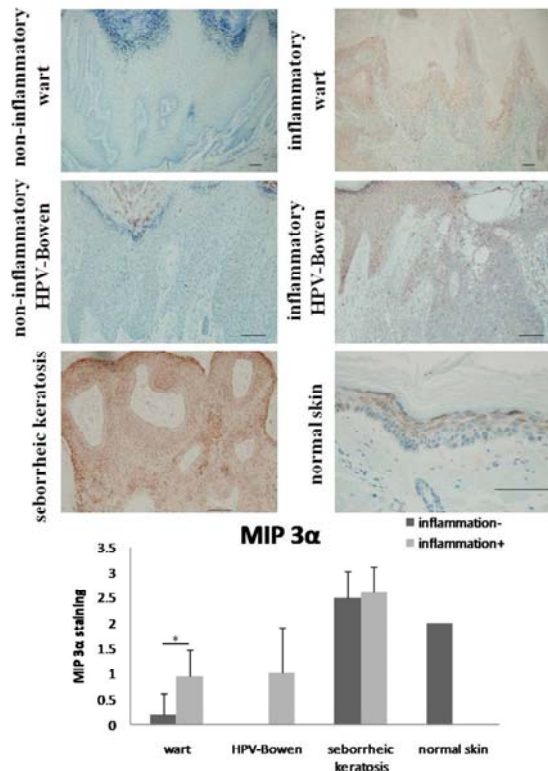 non-inflammatory
wart
inflammatory
wart
non-inflammatory
HPV-Bowen
inflammatory
HPV-Bowen
seborrheic keratosis
normal skin
MIP 3α
inflammation-
inflammation+
MIP 3α staining
3.5
3
2.5
2
1.5
1
0.5
0
*
wart
HPV-Bowen
seborrheic
keratosis
normal skin